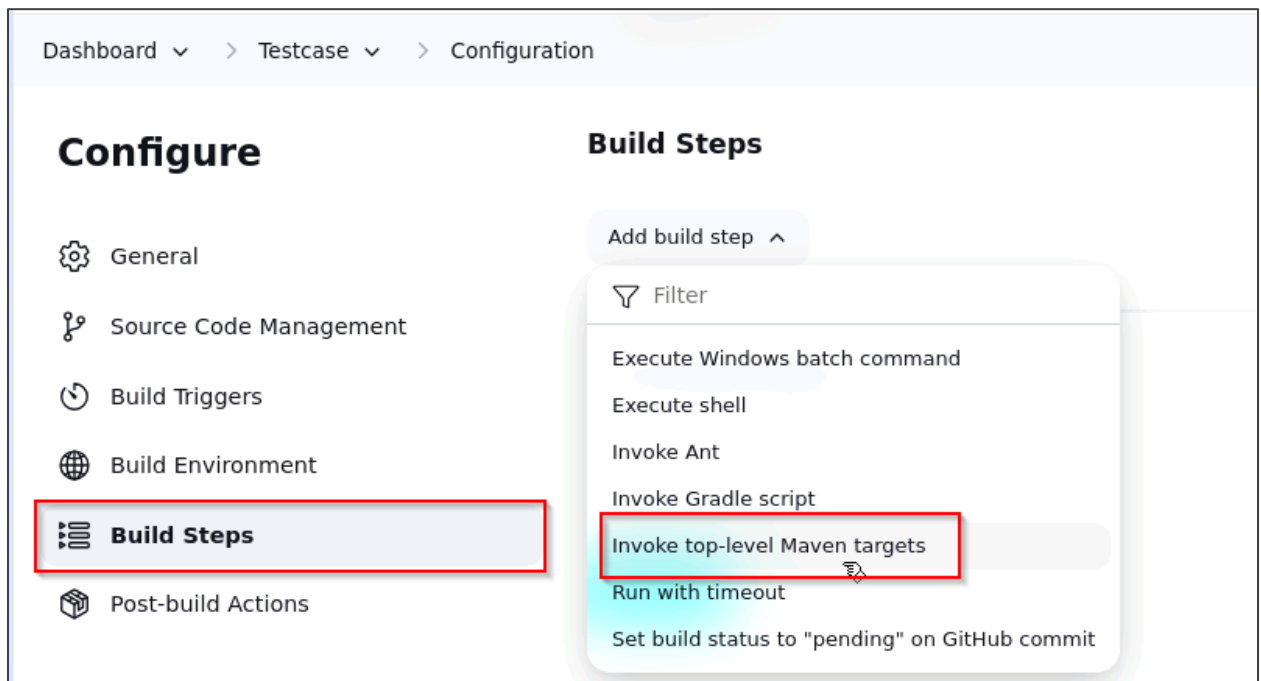 Dashboard > Testcase > Configuration
Configure
General
Source Code Management
Build Triggers
Build Environment
Build Steps
Post-build Actions
Build Steps
Add build step
Filter
Execute Windows batch command
Execute shell
Invoke Ant
Invoke Gradle script
Invoke top-level Maven targets
Run with timeout
Set build status to "pending" on GitHub commit